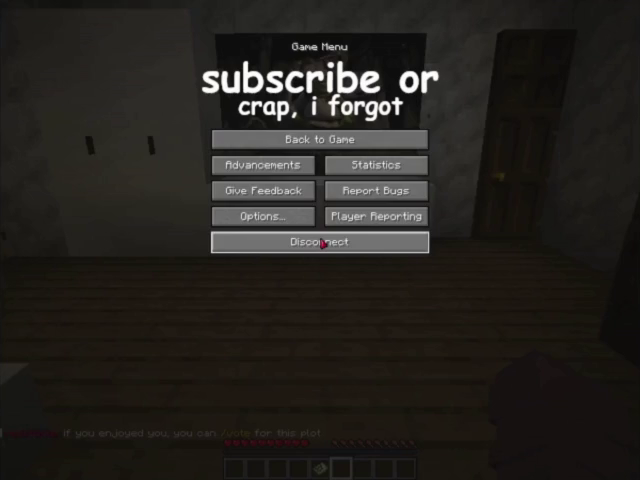 Game Menu
subscribe or
crap, i forgot
Back to Game
Advancements
Statistics
Give Feedback
Report Bugs
Options...
Player Reporting
Disconnect
If you enjoyed you, you can /vote for this plot